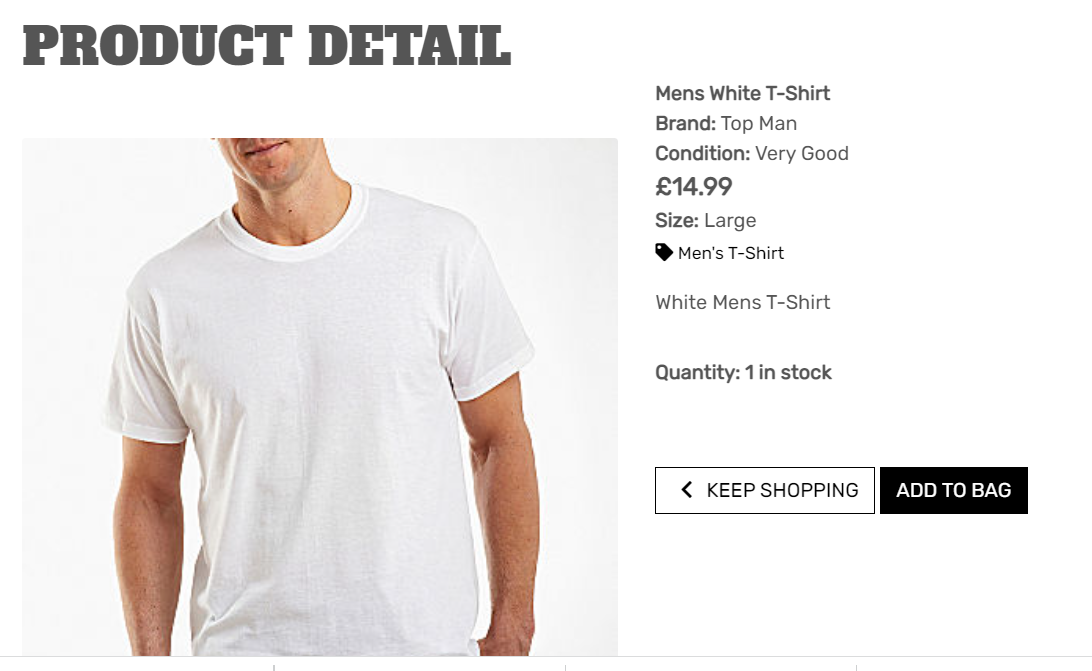 PRODUCT DETAIL
Mens White T-Shirt
Brand: Top Man
Condition: Very Good
£14.99
Size: Large
Men's T-Shirt
White Mens T-Shirt
Quantity: 1 in stock
KEEP SHOPPING
ADD TO BAG